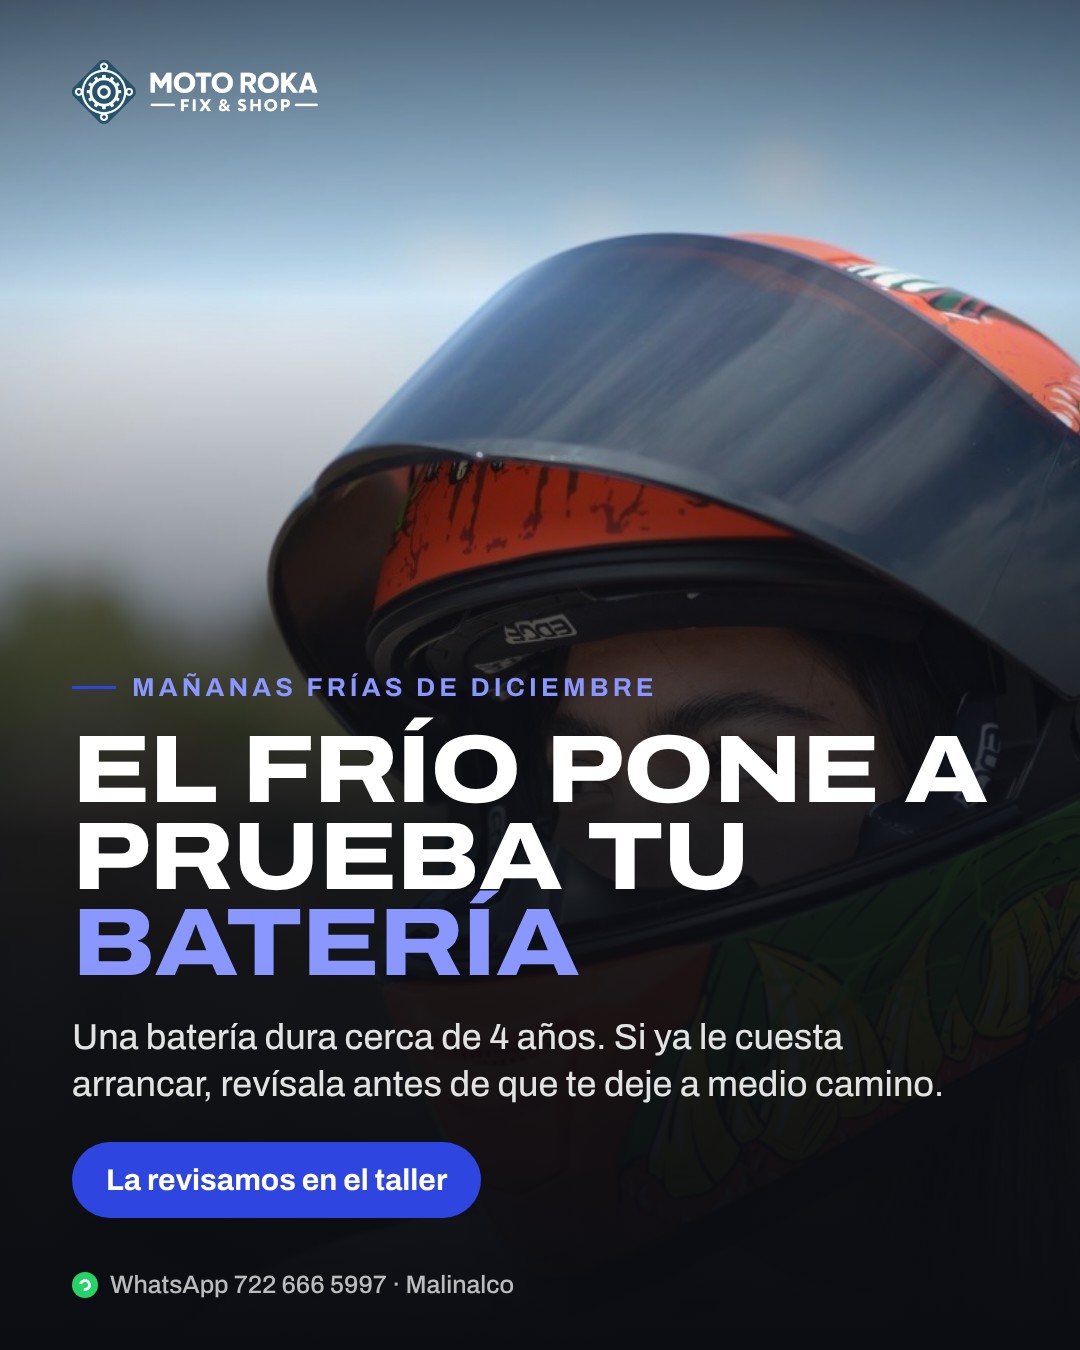 MOTO ROKA
FIX & SHOP
EDGE
MAÑANAS FRÍAS DE DICIEMBRE
EL FRÍO PONE A
PRUEBA TU
BATERÍA
Una batería dura cerca de 4 años. Si ya le cuesta
arrancar, revísala antes de que te deje a medio camino.
La revisamos en el taller
WhatsApp 722 666 5997 · Malinalco